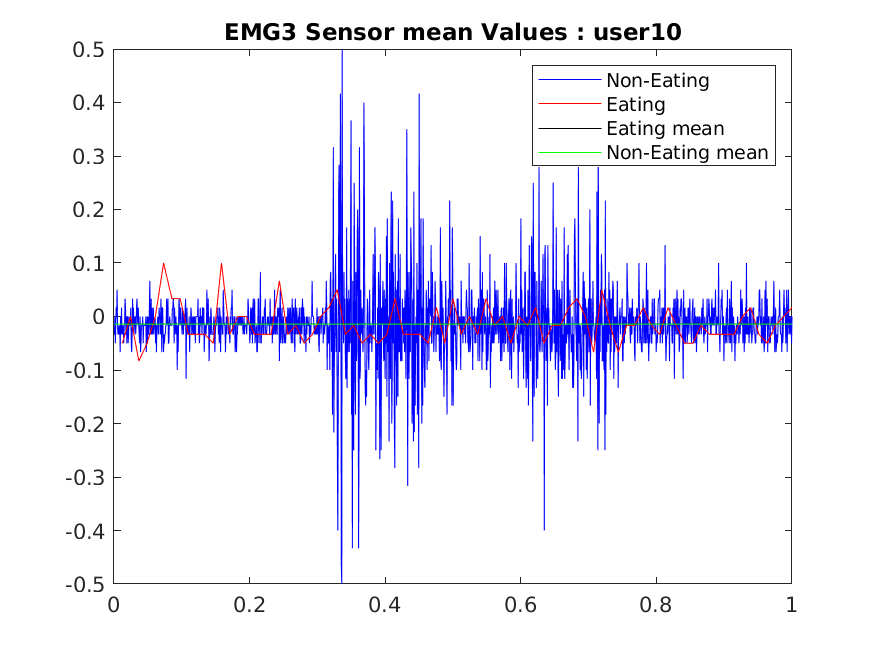 EMG3 Sensor mean Values : user10
0.5
0.4
0.3
0.2
0.1
0
-0.1
-0.2
-0.3
-0.4
-0.5
Non-Eating
Eating
Eating mean
Non-Eating mean
0 0.2 0.4 0.6 0.8 1